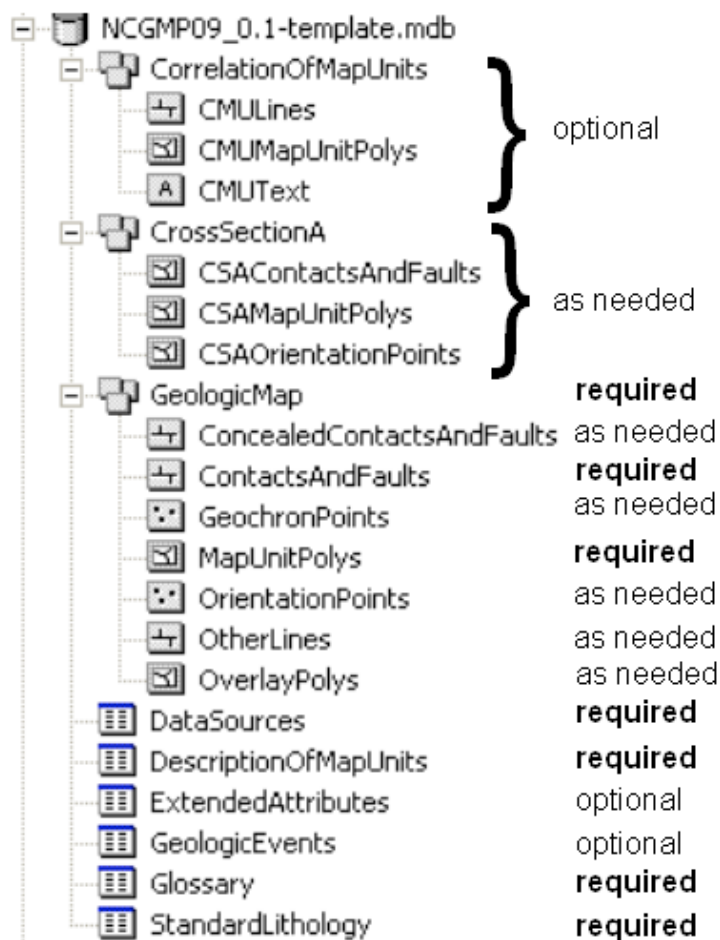 NCGMP09_0.1-template.mdb
CorrelationOfMapUnits
CMULines
CMUMapUnitPolys optional
A CMUText
CrossSectionA
CSAContactsAndFaults
CSAMapUnitPolys as needed
CSAOrientationPoints
GeologicMap required
ConcealedContactsAndFaults as needed
ContactsAndFaults required
GeochronPoints as needed
MapUnitPolys required
OrientationPoints as needed
OtherLines as needed
OverlayPolys as needed
DataSources required
DescriptionOfMapUnits required
ExtendedAttributes optional
GeologicEvents optional
Glossary required
StandardLithology required